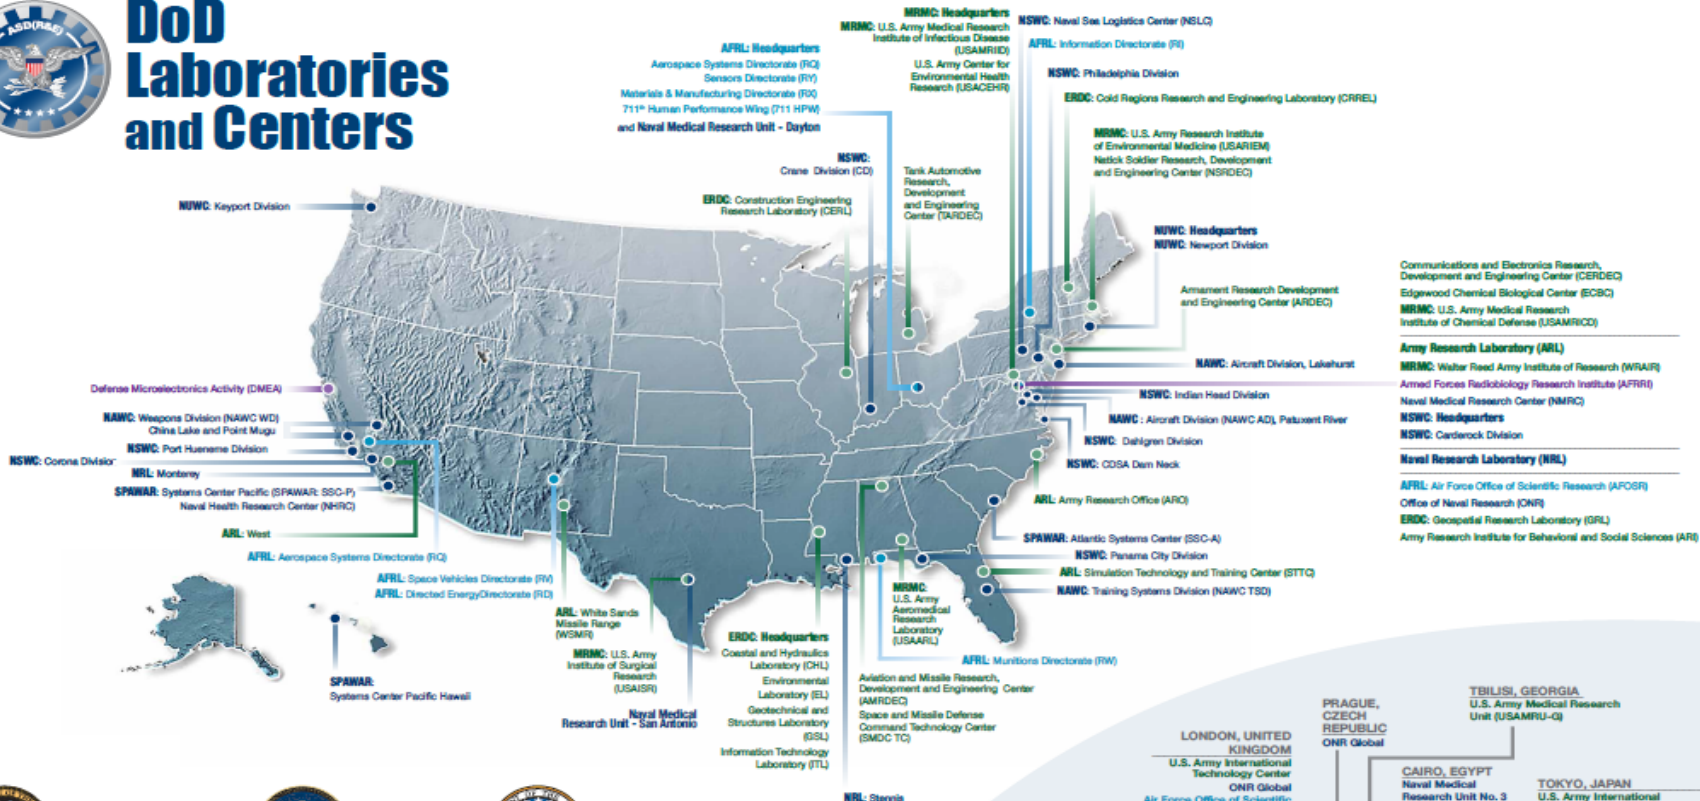 ASD(R&E)
DoD
Laboratories
and Centers
AFRL: Headquarters
Aerospace Systems Directorate (RQ)
Sensors Directorate (RY)
Materials & Manufacturing Directorate (RX)
711th Human Performance Wing (711 HPW)
and Naval Medical Research Unit - Dayton
MRMC: Headquarters
MRMC: U.S. Army Medical Research
Institute of Infectious Disease
(USAMRIID)
U.S. Army Center for
Environmental Health
Research (USACEHR)
NSWC: Naval Sea Logistics Center (NSLC)
AFRL: Information Directorate (RI)
NSWC: Philadelphia Division
ERDC: Cold Regions Research and Engineering Laboratory (CRREL)
MRMC: U.S. Army Research Institute
of Environmental Medicine (USARIEM)
Natick Soldier Research, Development
and Engineering Center (NSRDEC)
NSWC:
Crane Division (CD)
Tank Automotive
Research,
Development
and Engineering
Center (TARDEC)
ERDC: Construction Engineering
Research Laboratory (CERL)
NUWC: Keyport Division
NUWC: Headquarters
NUWC: Newport Division
Armament Research Development
and Engineering Center (ARDEC)
NAWC: Aircraft Division, Lakehurst
Communications and Electronics Research,
Development and Engineering Center (CERDEC)
Edgewood Chemical Biological Center (ECBC)
MRMC: U.S. Army Medical Research
Institute of Chemical Defense (USAMRICD)
Army Research Laboratory (ARL)
MRMC: Walter Reed Army Institute of Research (WRAIR)
Armed Forces Radiobiology Research Institute (AFRRI)
Naval Medical Research Center (NMRC)
NSWC: Headquarters
NSWC: Carderock Division
Naval Research Laboratory (NRL)
AFRL: Air Force Office of Scientific Research (AFOSR)
Office of Naval Research (ONR)
ERDC: Geospatial Research Laboratory (GRL)
Army Research Institute for Behavioral and Social Sciences (ARI)
Defense Microelectronics Activity (DMEA)
NAWC: Weapons Division (NAWC WD)
China Lake and Point Mugu
NSWC: Port Hueneme Division
NSWC: Corona Division
NRL: Monterey
SPAWAR: Systems Center Pacific (SPAWAR: SSC-P)
Naval Health Research Center (NHRC)
ARL: West
AFRL: Aerospace Systems Directorate (RQ)
AFRL: Space Vehicles Directorate (RV)
AFRL: Directed EnergyDirectorate (RD)
NSWC: Indian Head Division
NAWC: Aircraft Division (NAWC AD), Patuxent River
NSWC: Dahlgren Division
NSWC: CDSA Dam Neck
ARL: Army Research Office (ARO)
SPAWAR: Atlantic Systems Center (SSC-A)
NSWC: Panama City Division
ARL: Simulation Technology and Training Center (STTC)
NAWC: Training Systems Division (NAWC TSD)
ARL: White Sands
Missile Range
(WSMR)
MRMC: U.S. Army
Institute of Surgical
Research
(USAISR)
Naval Medical
Research Unit - San Antonio
ERDC: Headquarters
Coastal and Hydraulics
Laboratory (CHL)
Environmental
Laboratory (EL)
Geotechnical and
Structures Laboratory
(GSL)
Information Technology
Laboratory (ITL)
MRMC:
U.S. Army
Aeromedical
Research
Laboratory
(USAARL)
AFRL: Munitions Directorate (RW)
Aviation and Missile Research,
Development and Engineering Center
(AMRDEC)
Space and Missile Defense
Command Technology Center
(SMDC TC)
NRL: Stennis
SPAWAR:
Systems Center Pacific Hawaii
LONDON, UNITED
KINGDOM
U.S. Army International
Technology Center
ONR Global
Air Force Office of Scientific
PRAGUE,
CZECH
REPUBLIC
ONR Global
TBILISI, GEORGIA
U.S. Army Medical Research
Unit (USAMRU-G)
CAIRO, EGYPT
Naval Medical
Research Unit No. 3
TOKYO, JAPAN
U.S. Army International